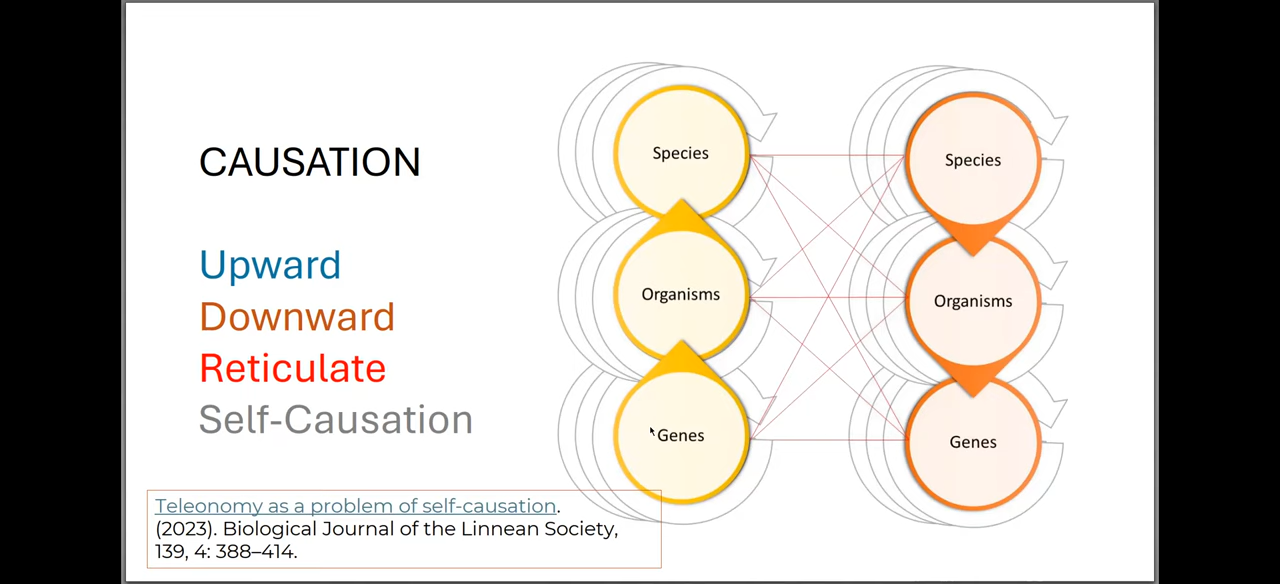 CAUSATION
Upward
Downward
Reticulate
Self-Causation
Teleonomy as a problem of self-causation.
(2023). Biological Journal of the Linnean Society,
139, 4: 388–414.
Species
Organisms
Genes
Species
Organisms
Genes